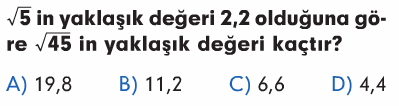 √5 in yaklaşık değeri 2,2 olduğuna gö-
re √45 in yaklaşık değeri kaçtır?
A) 19,8 B) 11,2 C) 6,6 D) 4,4